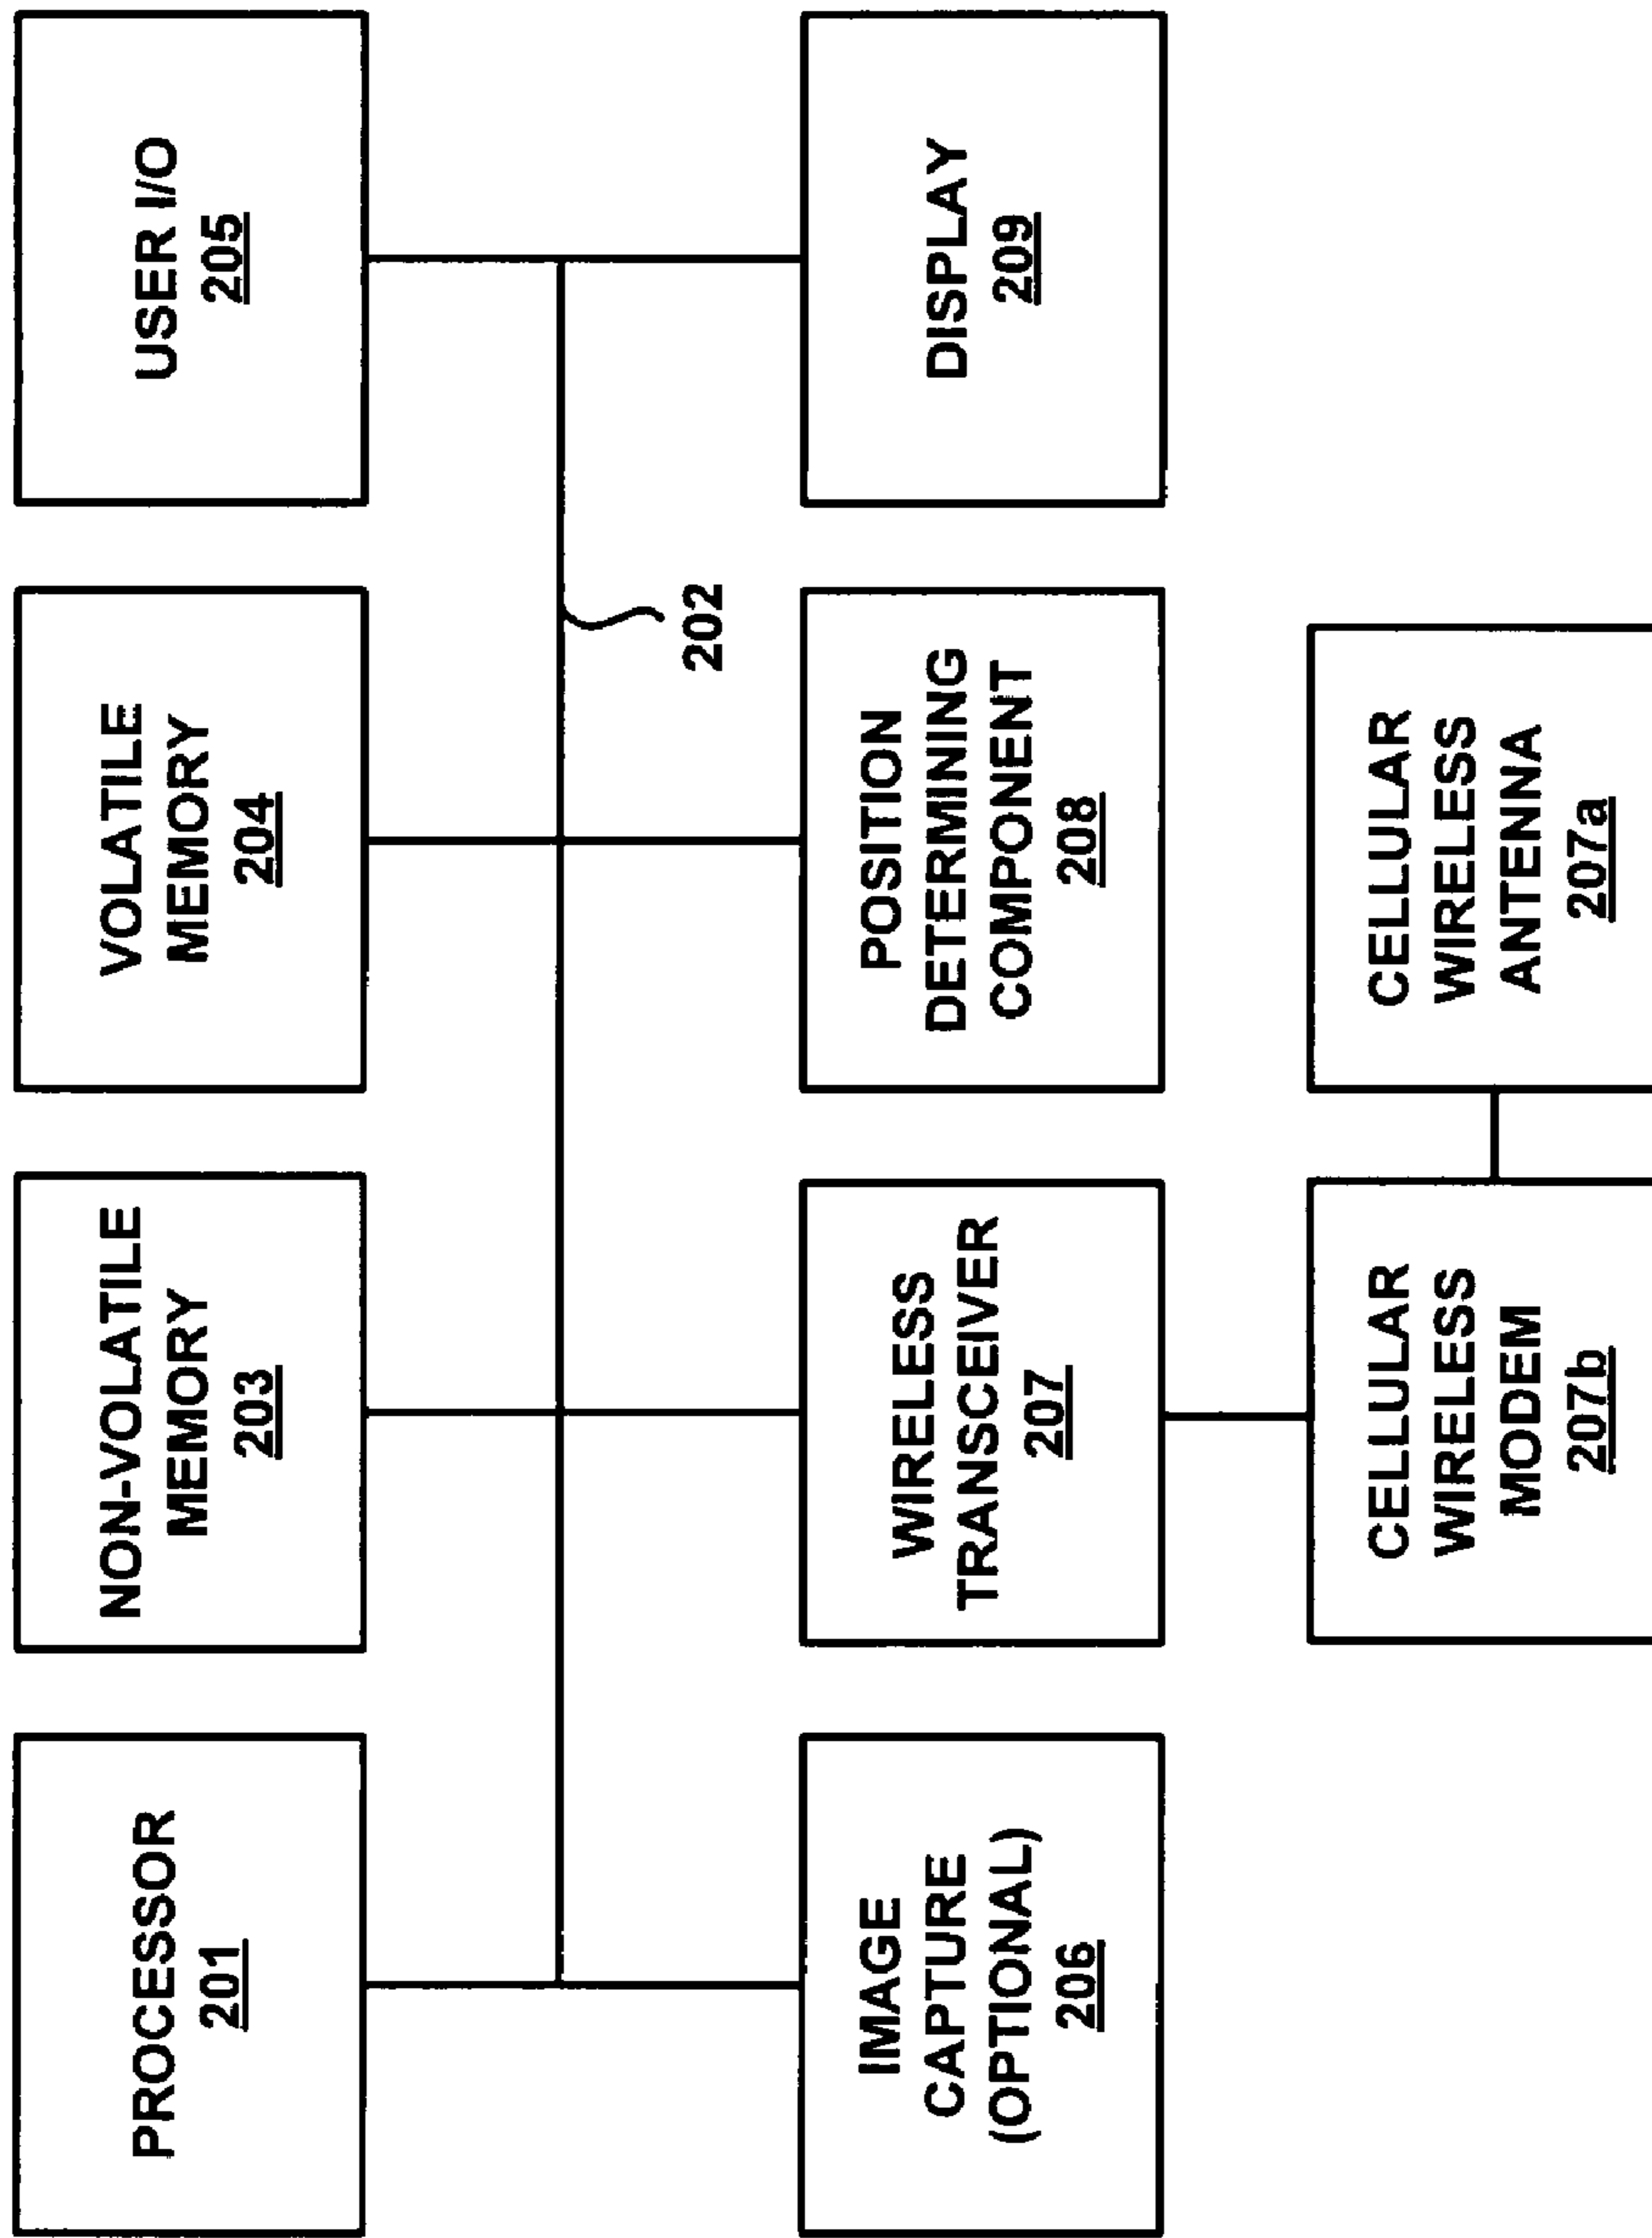 PROCESSOR
201
NON-VOLATILE
MEMORY
203
VOLATILE
MEMORY
204
USER I/O
205
202
IMAGE
CAPTURE
(OPTIONAL)
206
WIRELESS
TRANSCEIVER
207
POSITION
DETERMINING
COMPONENT
208
DISPLAY
209
CELLULAR
WIRELESS
MODEM
207b
CELLULAR
WIRELESS
ANTENNA
207a